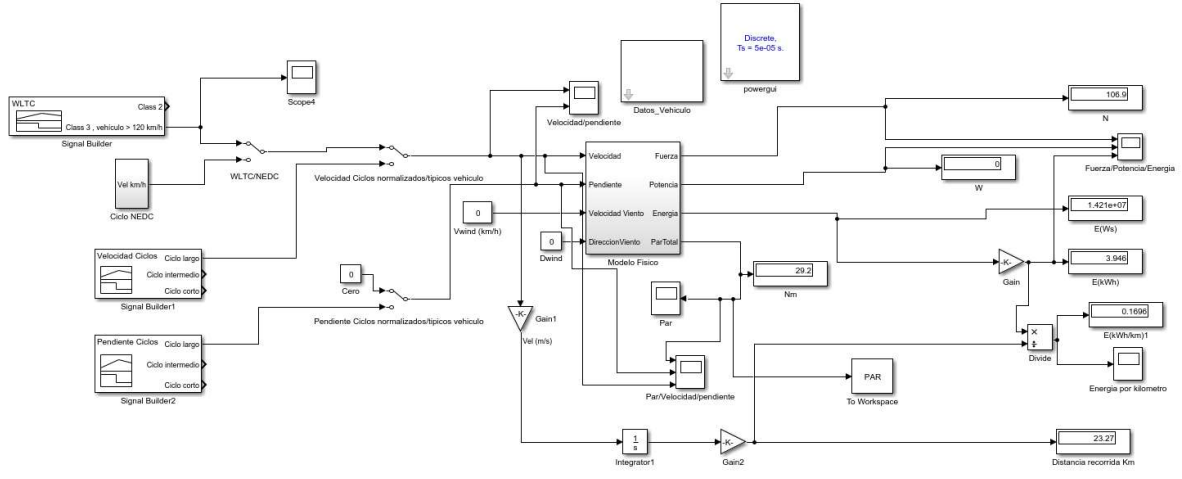 Discrete,
Ts = 5e-05 s.
powergui
Datos_Vehiculo
WLTC
Class 2
Class 3 , vehículo > 120 km/h
Signal Builder
Scope4
Velocidad/pendiente
106.9
N
Fuerza/Potencia/Energia
0
W
Vel km/h
Ciclo NEDC
WLTC/NEDC
Velocidad Ciclos normalizados/tipicos vehiculo
Velocidad
Pendiente
Velocidad Viento
DireccionViento
Fuerza
Potencia
Energia
ParTotal
Modelo Fisico
0
Vwind (km/h)
0
Dwind
1.421e+07
E(Ws)
-K-
Gain
3.946
E(kWh)
Velocidad Ciclos
Ciclo largo
Ciclo intermedio
Ciclo corto
Signal Builder1
0
Cero
Pendiente Ciclos normalizados/tipicos vehiculo
29.2
Nm
Par
-K-
Gain1
Vel (m/s)
×
÷
Divide
0.1696
E(kWh/km)1
Energia por kilometro
Pendiente Ciclos
Ciclo largo
Ciclo intermedio
Ciclo corto
Signal Builder2
Par/Velocidad/pendiente
PAR
To Workspace
1
s
Integrator1
-K-
Gain2
23.27
Distancia recorrida Km